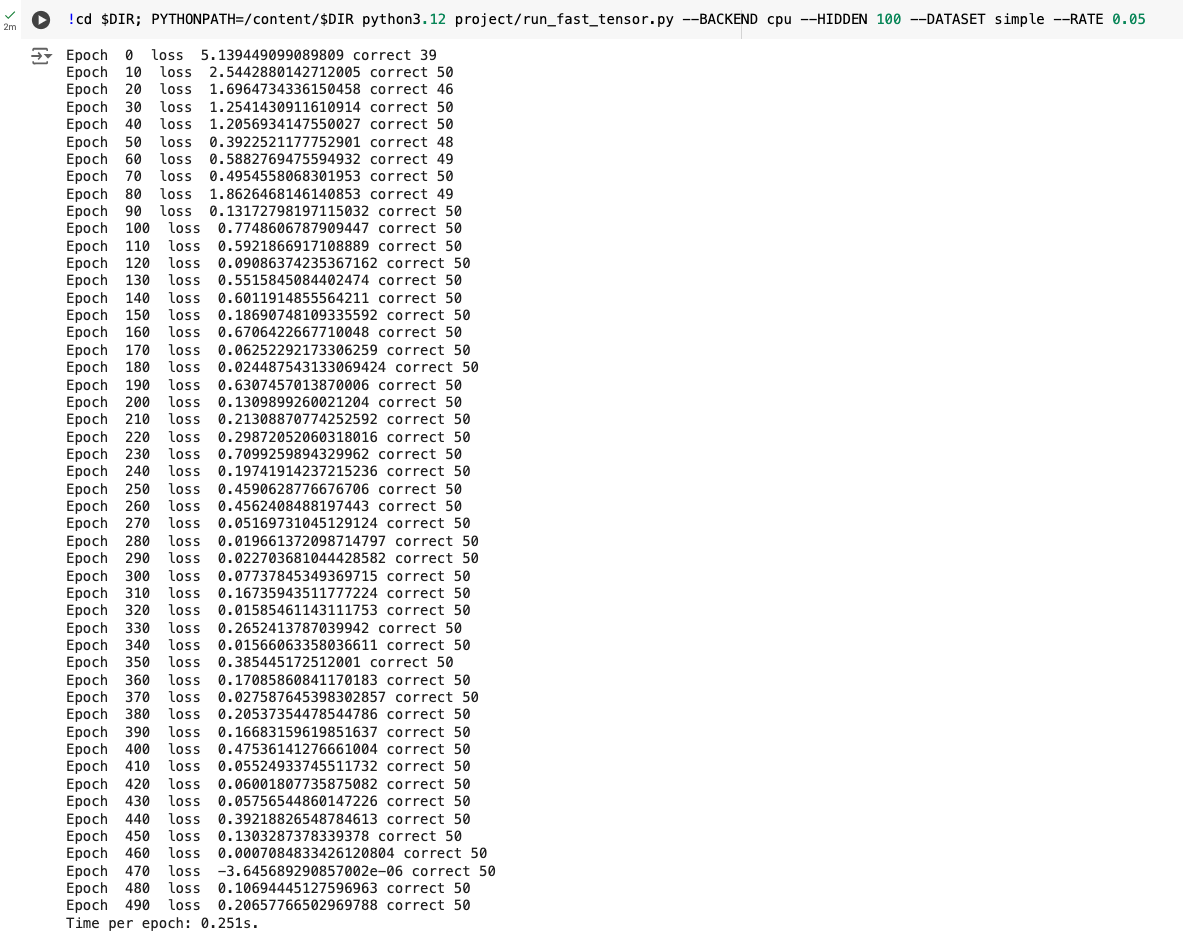 !cd $DIR; PYTHONPATH=/content/$DIR python3.12 project/run_fast_tensor.py --BACKEND cpu --HIDDEN 100 --DATASET simple --RATE 0.05
2m
Epoch  0  loss  5.139449099089809 correct 39
Epoch  10  loss  2.5442880142712005 correct 50
Epoch  20  loss  1.6964734336150458 correct 46
Epoch  30  loss  1.2541430911610914 correct 50
Epoch  40  loss  1.2056934147550027 correct 50
Epoch  50  loss  0.3922521177752901 correct 48
Epoch  60  loss  0.5882769475594932 correct 49
Epoch  70  loss  0.4954558068301953 correct 50
Epoch  80  loss  1.8626468146140853 correct 49
Epoch  90  loss  0.13172798197115032 correct 50
Epoch  100  loss  0.7748606787909447 correct 50
Epoch  110  loss  0.5921866917108889 correct 50
Epoch  120  loss  0.09086374235367162 correct 50
Epoch  130  loss  0.5515845084402474 correct 50
Epoch  140  loss  0.6011914855564211 correct 50
Epoch  150  loss  0.18690748109335592 correct 50
Epoch  160  loss  0.6706422667710048 correct 50
Epoch  170  loss  0.06252292173306259 correct 50
Epoch  180  loss  0.024487543133069424 correct 50
Epoch  190  loss  0.6307457013870006 correct 50
Epoch  200  loss  0.1309899260021204 correct 50
Epoch  210  loss  0.21308870774252592 correct 50
Epoch  220  loss  0.29872052060318016 correct 50
Epoch  230  loss  0.7099259894329962 correct 50
Epoch  240  loss  0.19741914237215236 correct 50
Epoch  250  loss  0.4590628776676706 correct 50
Epoch  260  loss  0.4562408488197443 correct 50
Epoch  270  loss  0.05169731045129124 correct 50
Epoch  280  loss  0.019661372098714797 correct 50
Epoch  290  loss  0.022703681044428582 correct 50
Epoch  300  loss  0.07737845349369715 correct 50
Epoch  310  loss  0.16735943511777224 correct 50
Epoch  320  loss  0.01585461143111753 correct 50
Epoch  330  loss  0.2652413787039942 correct 50
Epoch  340  loss  0.01566063358036611 correct 50
Epoch  350  loss  0.385445172512001 correct 50
Epoch  360  loss  0.17085860841170183 correct 50
Epoch  370  loss  0.027587645398302857 correct 50
Epoch  380  loss  0.20537354478544786 correct 50
Epoch  390  loss  0.16683159619851637 correct 50
Epoch  400  loss  0.47536141276661004 correct 50
Epoch  410  loss  0.05524933745511732 correct 50
Epoch  420  loss  0.06001807735875082 correct 50
Epoch  430  loss  0.05756544860147226 correct 50
Epoch  440  loss  0.39218826548784613 correct 50
Epoch  450  loss  0.1303287378339378 correct 50
Epoch  460  loss  0.0007084833426120804 correct 50
Epoch  470  loss  -3.645689290857002e-06 correct 50
Epoch  480  loss  0.10694445127596963 correct 50
Epoch  490  loss  0.20657766502969788 correct 50
Time per epoch: 0.251s.